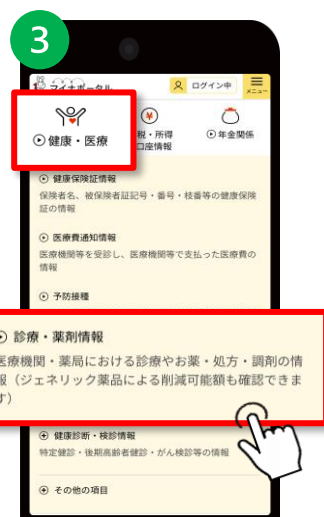 3
マイナポータル
ログイン中
メニュー
健康・医療
税・所得
口座情報
年金関係
健康保険証情報
保険者名、被保険者証記号・番号・枝番等の健康保険
証の情報
医療費通知情報
医療機関等を受診し、医療機関等で支払った医療費の
情報
予防接種
診療・薬剤情報
医療機関・薬局における診療やお薬・処方・調剤の情
報（ジェネリック薬品による削減可能額も確認できま
す）
健康診断・検診情報
特定健診・後期高齢者健診・がん検診等の情報
その他の項目